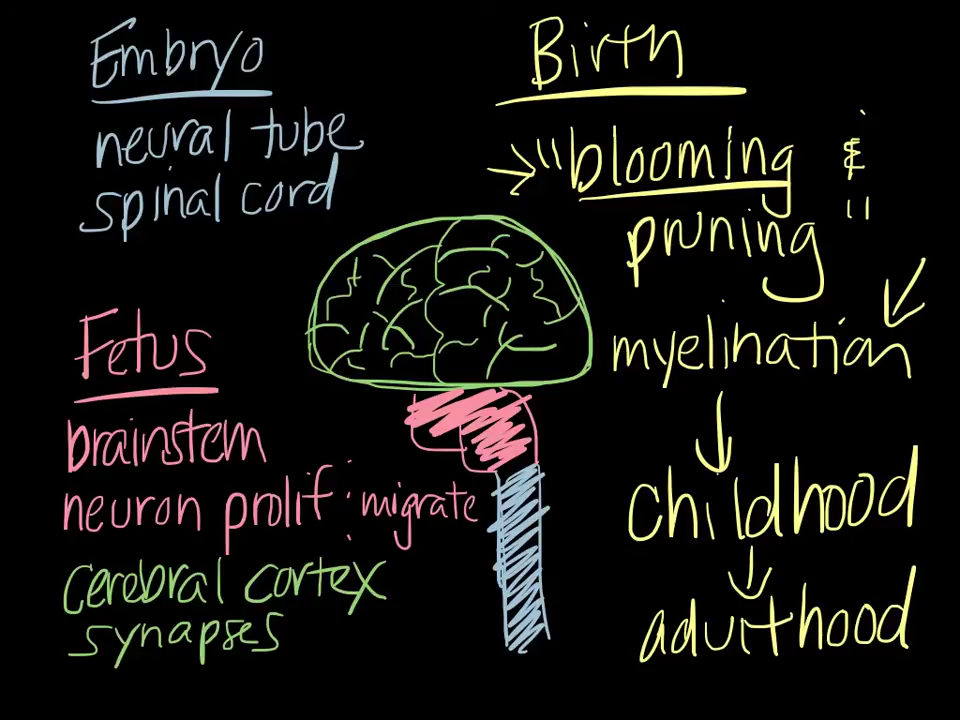 Embryo
neural tube
spinal cord
Fetus
brainstem
neuron prolif : migrate
cerebral cortex
synapses
Birth
→ "blooming &
pruning "
myelination
childhood
adulthood